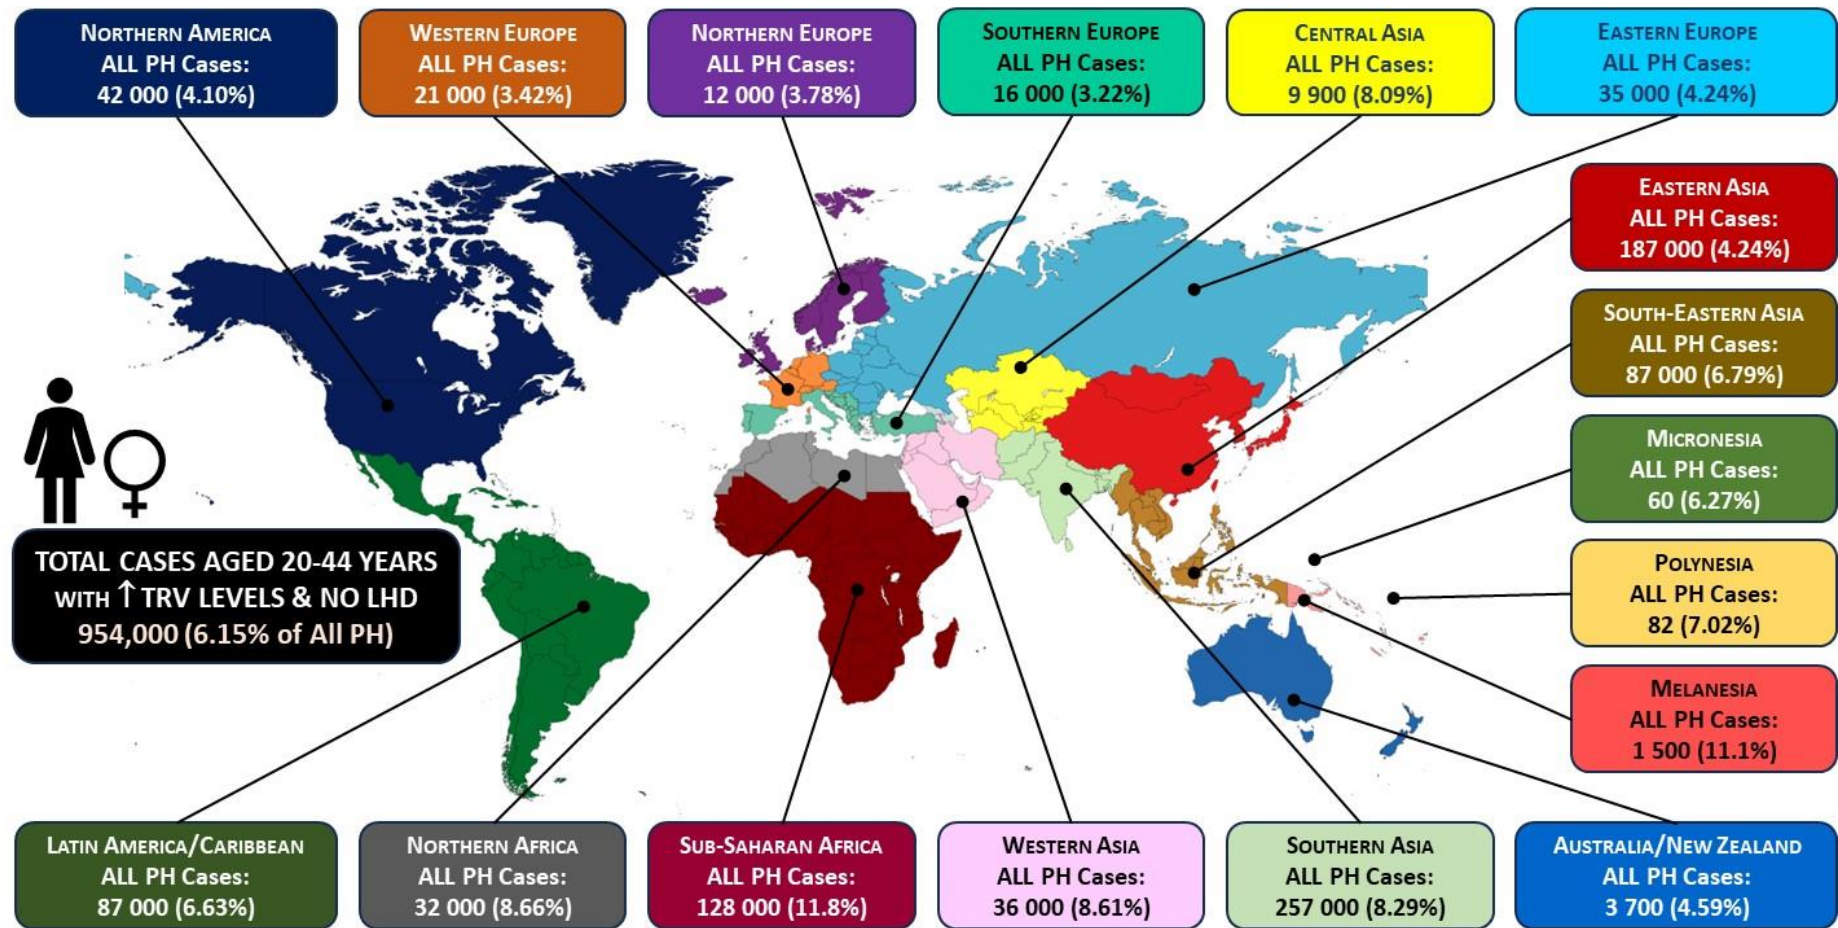 NORTHERN AMERICA
ALL PH Cases:
42 000 (4.10%)
WESTERN EUROPE
ALL PH Cases:
21 000 (3.42%)
NORTHERN EUROPE
ALL PH Cases:
12 000 (3.78%)
SOUTHERN EUROPE
ALL PH Cases:
16 000 (3.22%)
CENTRAL ASIA
ALL PH Cases:
9 900 (8.09%)
EASTERN EUROPE
ALL PH Cases:
35 000 (4.24%)
EASTERN ASIA
ALL PH Cases:
187 000 (4.24%)
SOUTH-EASTERN ASIA
ALL PH Cases:
87 000 (6.79%)
MICRONESIA
ALL PH Cases:
60 (6.27%)
TOTAL CASES AGED 20-44 YEARS
WITH ↑ TRV LEVELS & NO LHD
954,000 (6.15% of All PH)
POLYNESIA
ALL PH Cases:
82 (7.02%)
MELANESIA
ALL PH Cases:
1 500 (11.1%)
LATIN AMERICA/CARIBBEAN
ALL PH Cases:
87 000 (6.63%)
NORTHERN AFRICA
ALL PH Cases:
32 000 (8.66%)
SUB-SAHARAN AFRICA
ALL PH Cases:
128 000 (11.8%)
WESTERN ASIA
ALL PH Cases:
36 000 (8.61%)
SOUTHERN ASIA
ALL PH Cases:
257 000 (8.29%)
AUSTRALIA/NEW ZEALAND
ALL PH Cases:
3 700 (4.59%)